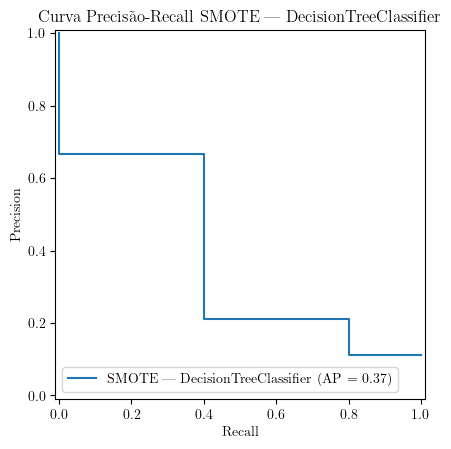 Curva Precisão-Recall SMOTE — DecisionTreeClassifier
1.0
0.8
0.6
0.4
0.2
0.0
Precision
SMOTE — DecisionTreeClassifier (AP = 0.37)
0.0 0.2 0.4 0.6 0.8 1.0
Recall